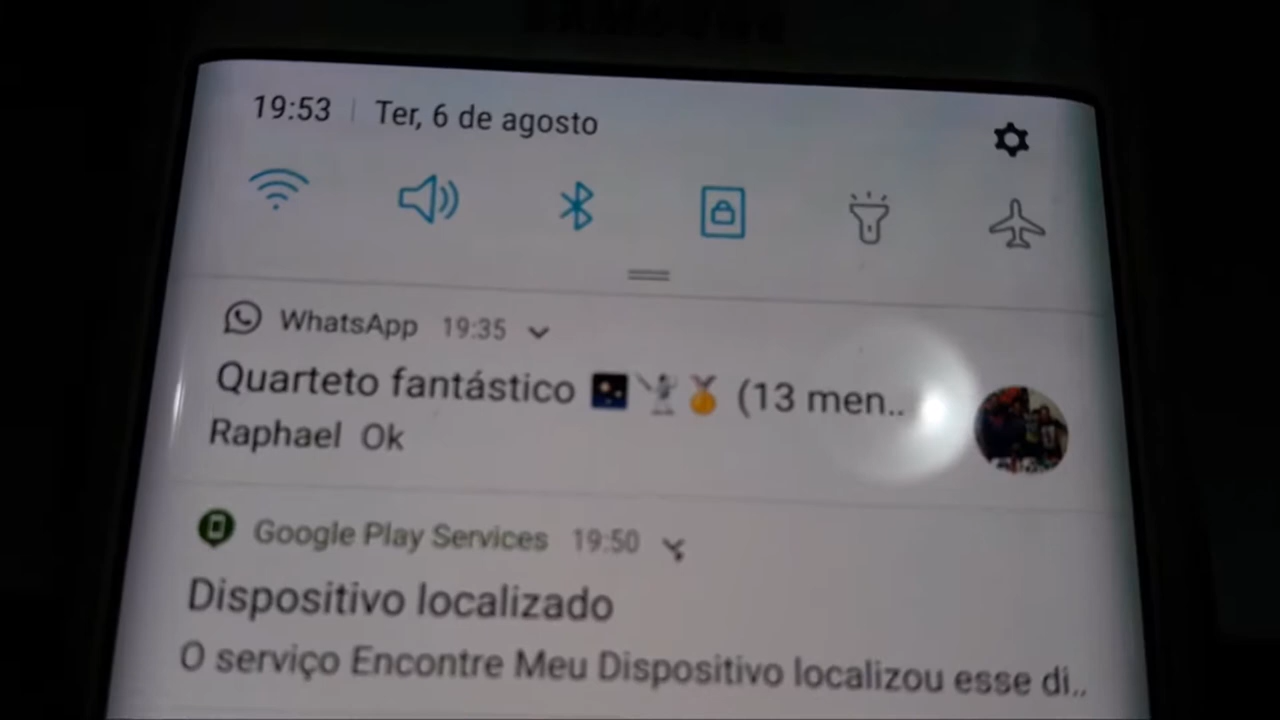 19:53 | Ter, 6 de agosto
WhatsApp 19:35
Quarteto fantástico 🌃🤺🏅 (13 men..
Raphael Ok
Google Play Services 19:50
Dispositivo localizado
O serviço Encontre Meu Dispositivo localizou esse di..